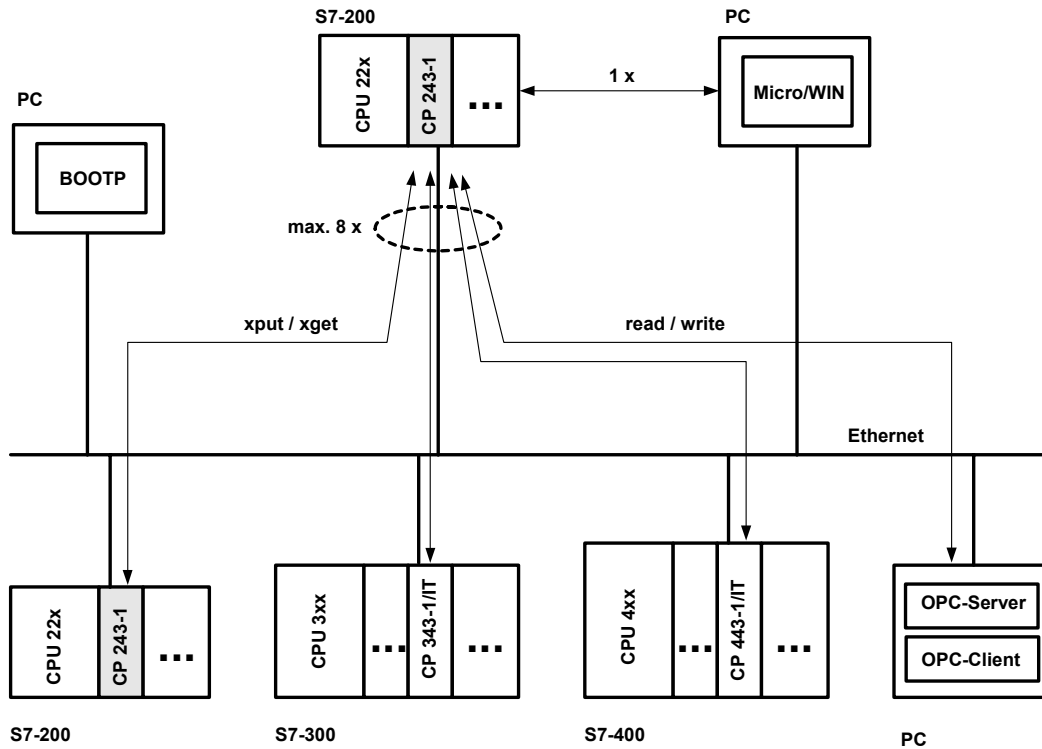 S7-200
PC
CPU 22x
CP 243-1
...
1 x
Micro/WIN
PC
BOOTP
max. 8 x
xput / xget
read / write
Ethernet
CPU 22x
CP 243-1
...
CPU 3xx
...
CP 343-1/IT
...
CPU 4xx
...
CP 443-1/IT
...
OPC-Server
OPC-Client
S7-200
S7-300
S7-400
PC